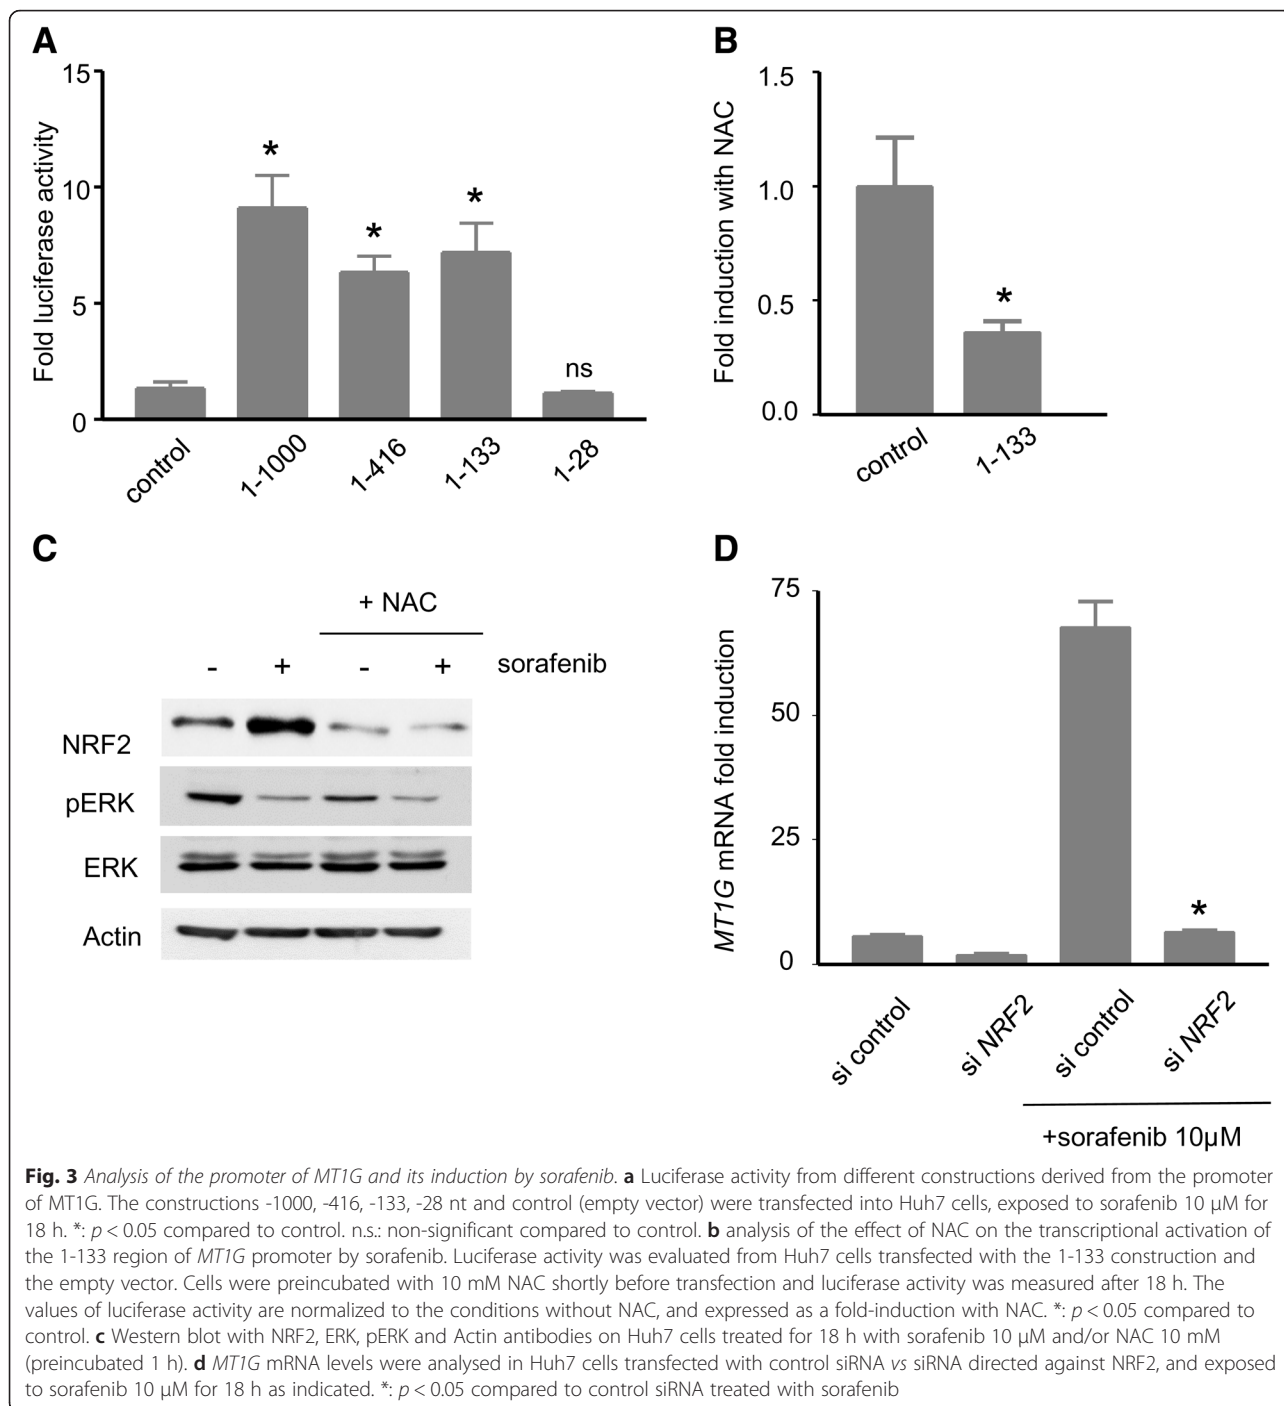 A
15
10
5
0
Fold luciferase activity
*
*
*
ns
control
1-1000
1-416
1-133
1-28
B
1.5
1.0
0.5
0.0
Fold induction with NAC
*
control
1-133
C
+ NAC
- + - + sorafenib
NRF2
pERK
ERK
Actin
D
75
50
25
0
MT1G mRNA fold induction
*
si control
si NRF2
si control
si NRF2
+sorafenib 10µM
Fig. 3 Analysis of the promoter of MT1G and its induction by sorafenib. a Luciferase activity from different constructions derived from the promoter
of MT1G. The constructions -1000, -416, -133, -28 nt and control (empty vector) were transfected into Huh7 cells, exposed to sorafenib 10 μM for
18 h. *: p < 0.05 compared to control. n.s.: non-significant compared to control. b analysis of the effect of NAC on the transcriptional activation of
the 1-133 region of MT1G promoter by sorafenib. Luciferase activity was evaluated from Huh7 cells transfected with the 1-133 construction and
the empty vector. Cells were preincubated with 10 mM NAC shortly before transfection and luciferase activity was measured after 18 h. The
values of luciferase activity are normalized to the conditions without NAC, and expressed as a fold-induction with NAC. *: p < 0.05 compared to
control. c Western blot with NRF2, ERK, pERK and Actin antibodies on Huh7 cells treated for 18 h with sorafenib 10 μM and/or NAC 10 mM
(preincubated 1 h). d MT1G mRNA levels were analysed in Huh7 cells transfected with control siRNA vs siRNA directed against NRF2, and exposed
to sorafenib 10 μM for 18 h as indicated. *: p < 0.05 compared to control siRNA treated with sorafenib